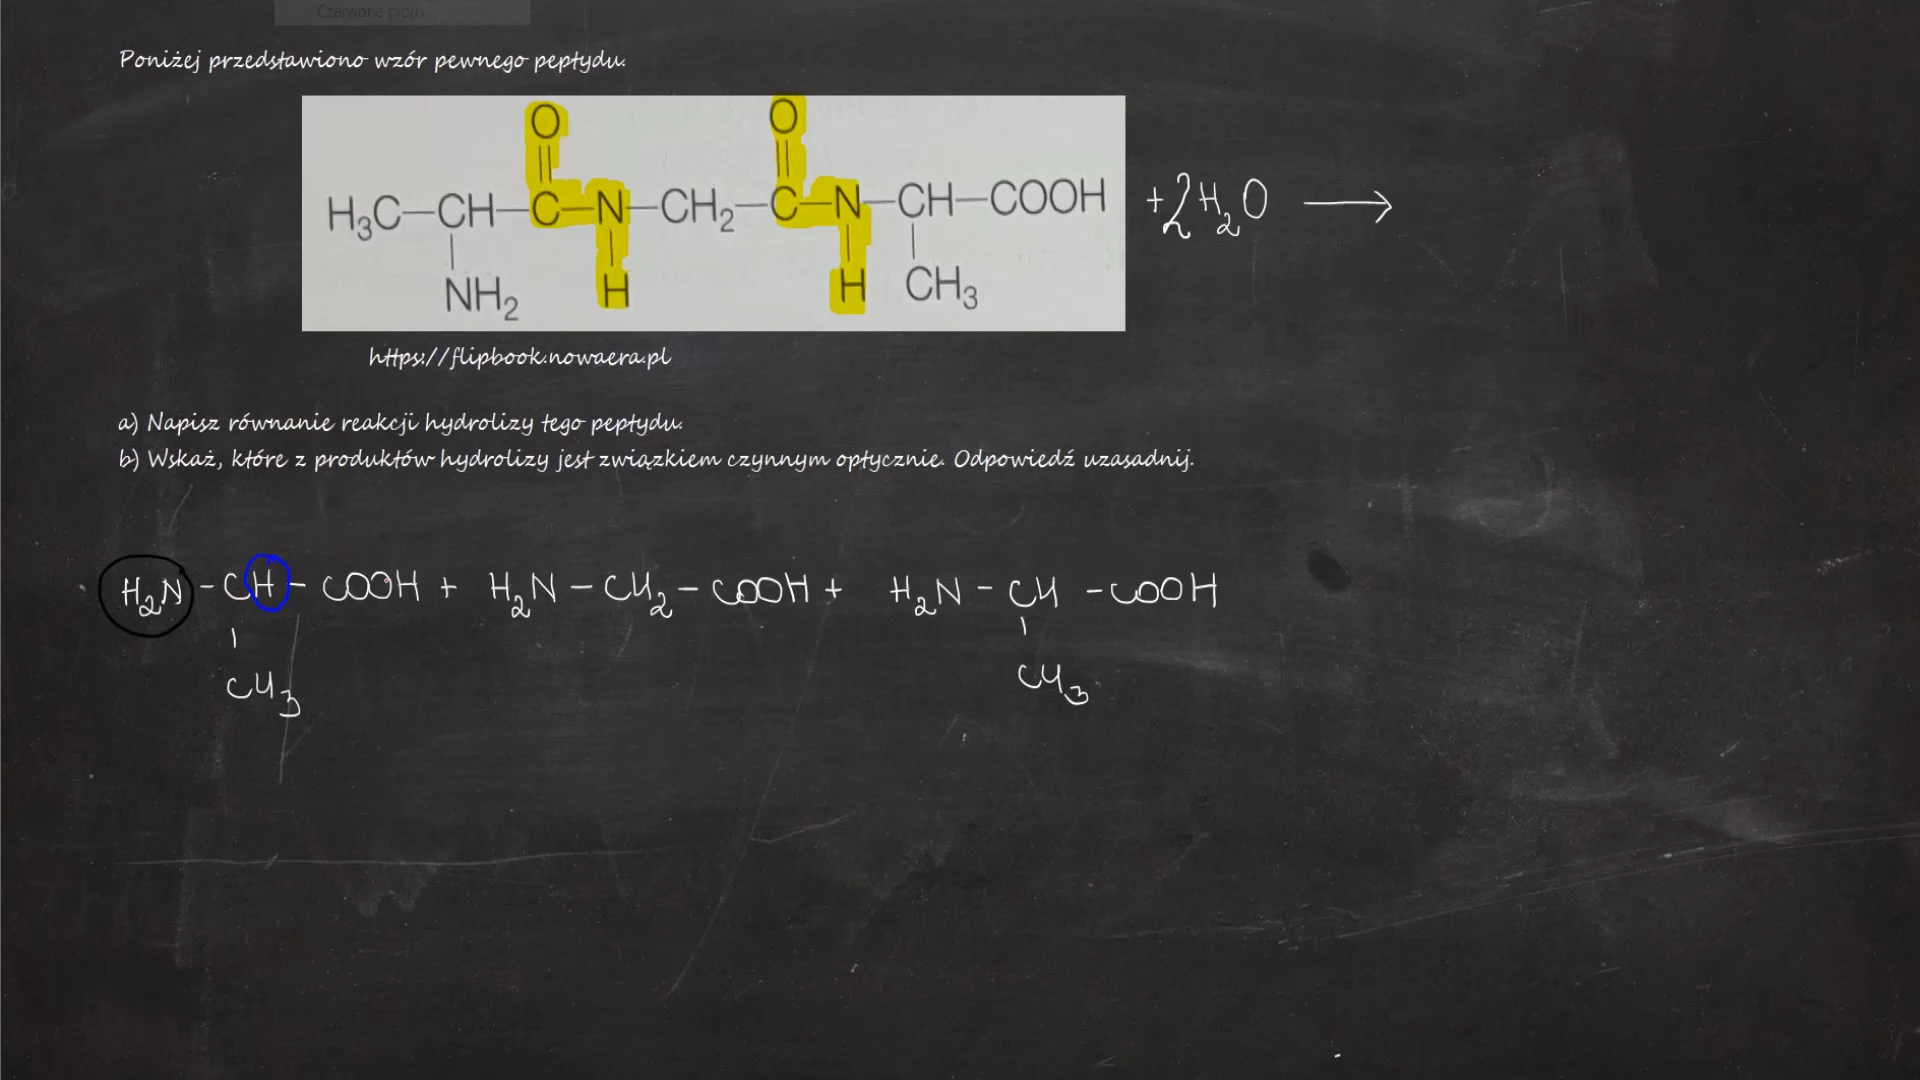 Czerwone pióro
Poniżej przedstawiono wzór pewnego peptydu.
O O
H₃C—CH—C—N—CH₂—C—N—CH—COOH +2H₂O ⟶
NH₂ H H CH₃
https://flipbook.nowaera.pl
a) Napisz równanie reakcji hydrolizy tego peptydu.
b) Wskaż, które z produktów hydrolizy jest związkiem czynnym optycznie. Odpowiedź uzasadnij.
H₂N - CH - COOH + H₂N - CH₂ - COOH + H₂N - CH - COOH
CH₃ CH₃